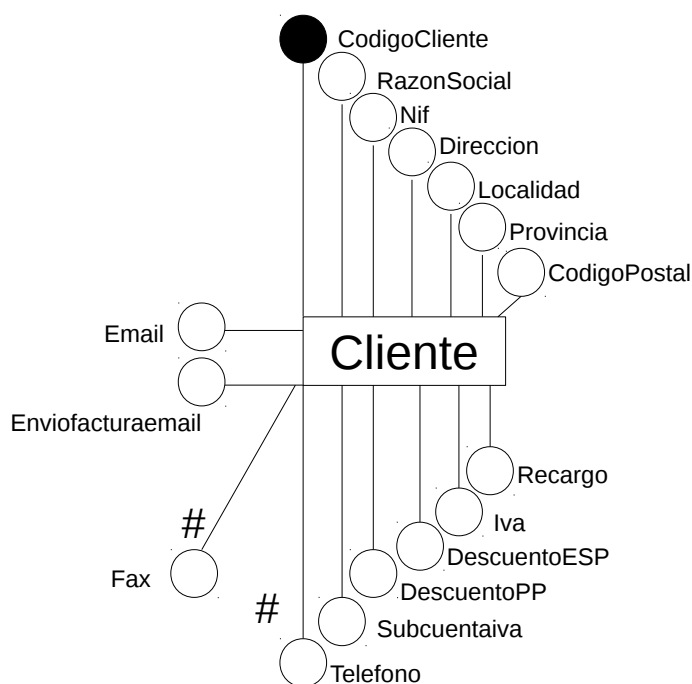 CodigoCliente
RazonSocial
Nif
Direccion
Localidad
Provincia
CodigoPostal
Email
Cliente
Enviofacturaemail
Recargo
#
Iva
Fax
DescuentoESP
DescuentoPP
#
Subcuentaiva
Telefono